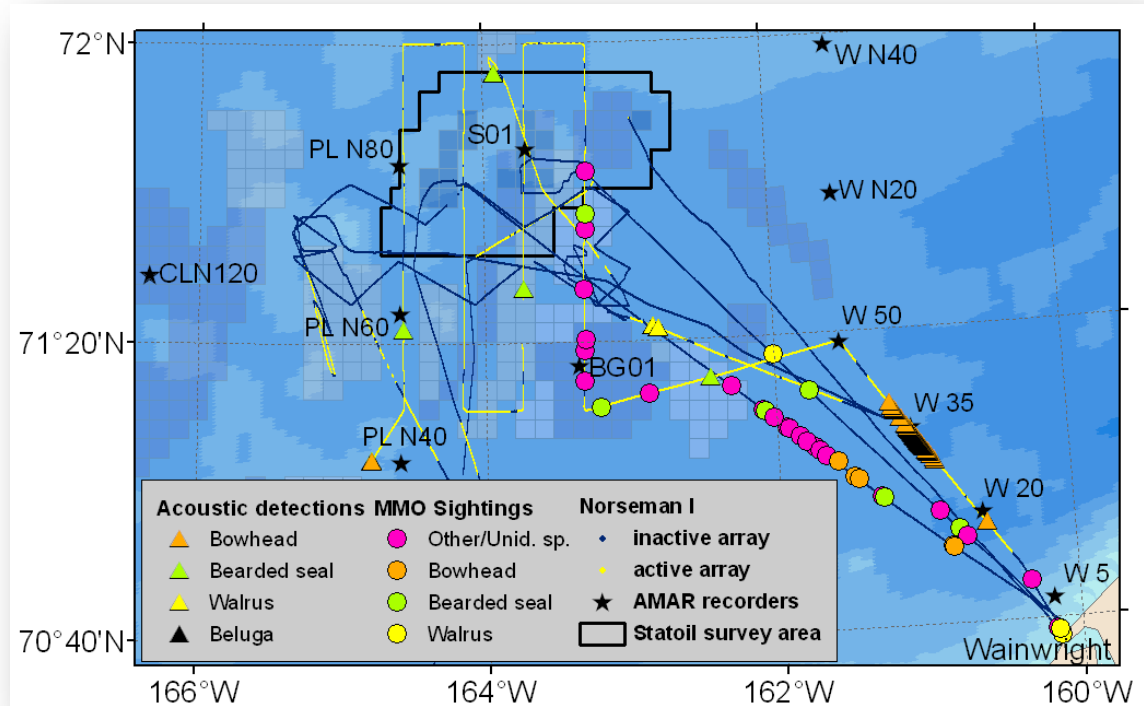 72°N
W N40
S01
PL N80
W N20
CLN120
PL N60
W 50
71°20'N
BG01
W 35
PL N40
W 20
Acoustic detections MMO Sightings Norseman I
Bowhead Other/Unid. sp. inactive array
Bearded seal Bowhead active array
Walrus Bearded seal AMAR recorders
Beluga Walrus Statoil survey area
W 5
70°40'N
Wainwright
166°W 164°W 162°W 160°W